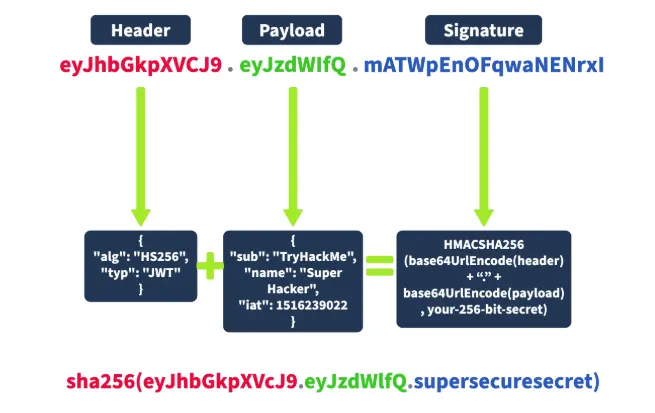 Header Payload Signature
eyJhbGkpXVCJ9 . eyJzdWIfQ . mATWpEnOFqwaNENrxI
{
"alg": "HS256",
"typ": "JWT"
}
+
{
"sub": "TryHackMe",
"name": "Super
Hacker",
"iat": 1516239022
}
=
HMACSHA256
(base64UrlEncode(header)
+ “.” +
base64UrlEncode(payload)
, your-256-bit-secret)
sha256(eyJhbGkpXVcJ9.eyJzdWlfQ.supersecuresecret)